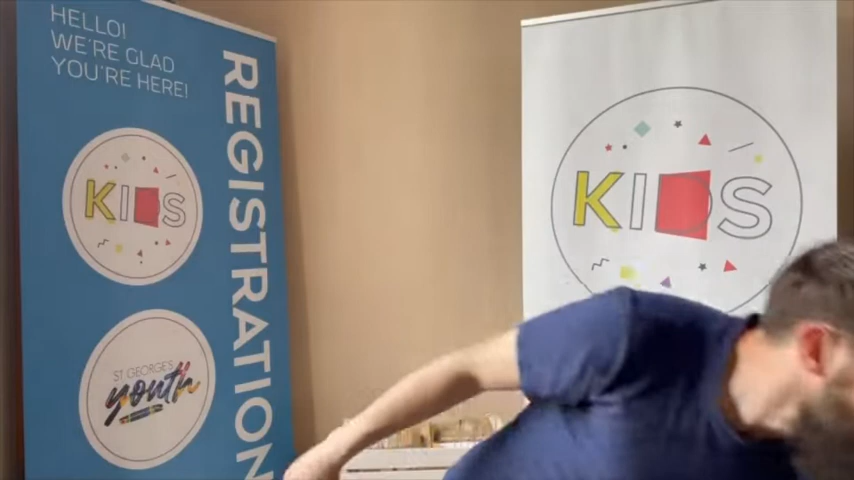 HELLO!
WE'RE GLAD
YOU'RE HERE!
REGISTRATION
KIDS
ST GEORGE'S
youth
KIDS